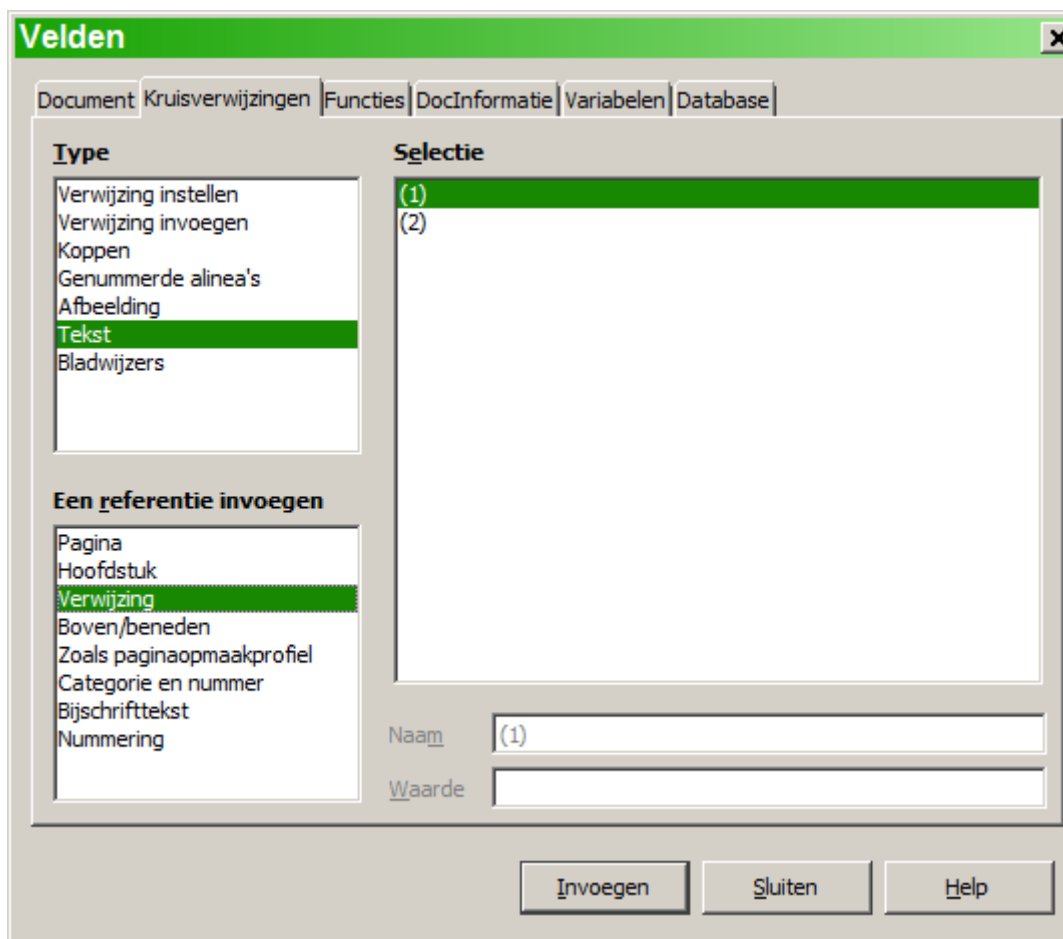 Velden
Document Kruisverwijzingen Functies DocInformatie Variabelen Database
Type
Verwijzing instellen
Verwijzing invoegen
Koppen
Genummerde alinea's
Afbeelding
Tekst
Bladwijzers
Een referentie invoegen
Pagina
Hoofdstuk
Verwijzing
Boven/beneden
Zoals paginaopmaakprofiel
Categorie en nummer
Bijschrifttekst
Nummering
Selectie
(1)
(2)
Naam (1)
Waarde
Invoegen Sluiten Help